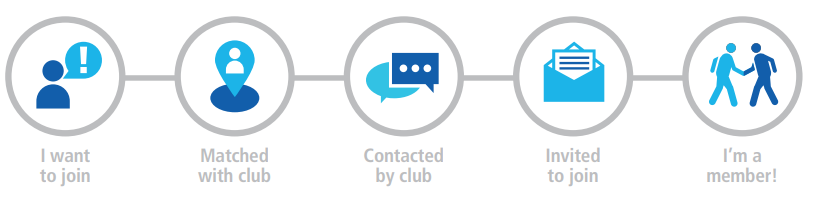 I want
to join
Matched
with club
Contacted
by club
Invited
to join
I'm a
member!